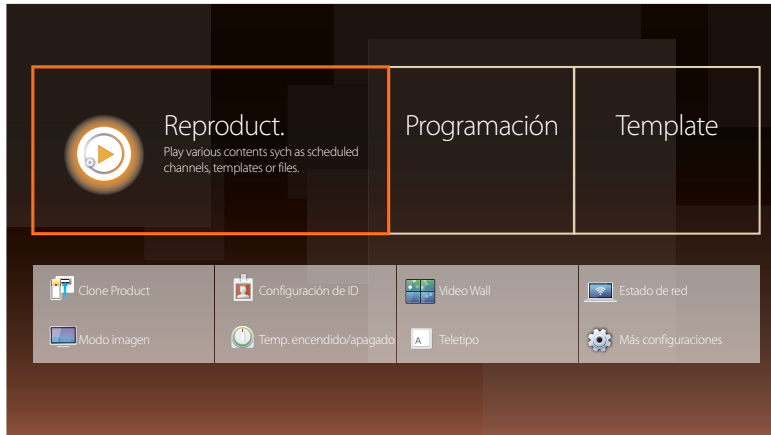 Reproduct.
Play various contents sych as scheduled
channels, templates or files.
Programación
Template
Clone Product
Configuración de ID
Video Wall
Estado de red
Modo imagen
Temp. encendido/apagado
A
Teletipo
Más configuraciones